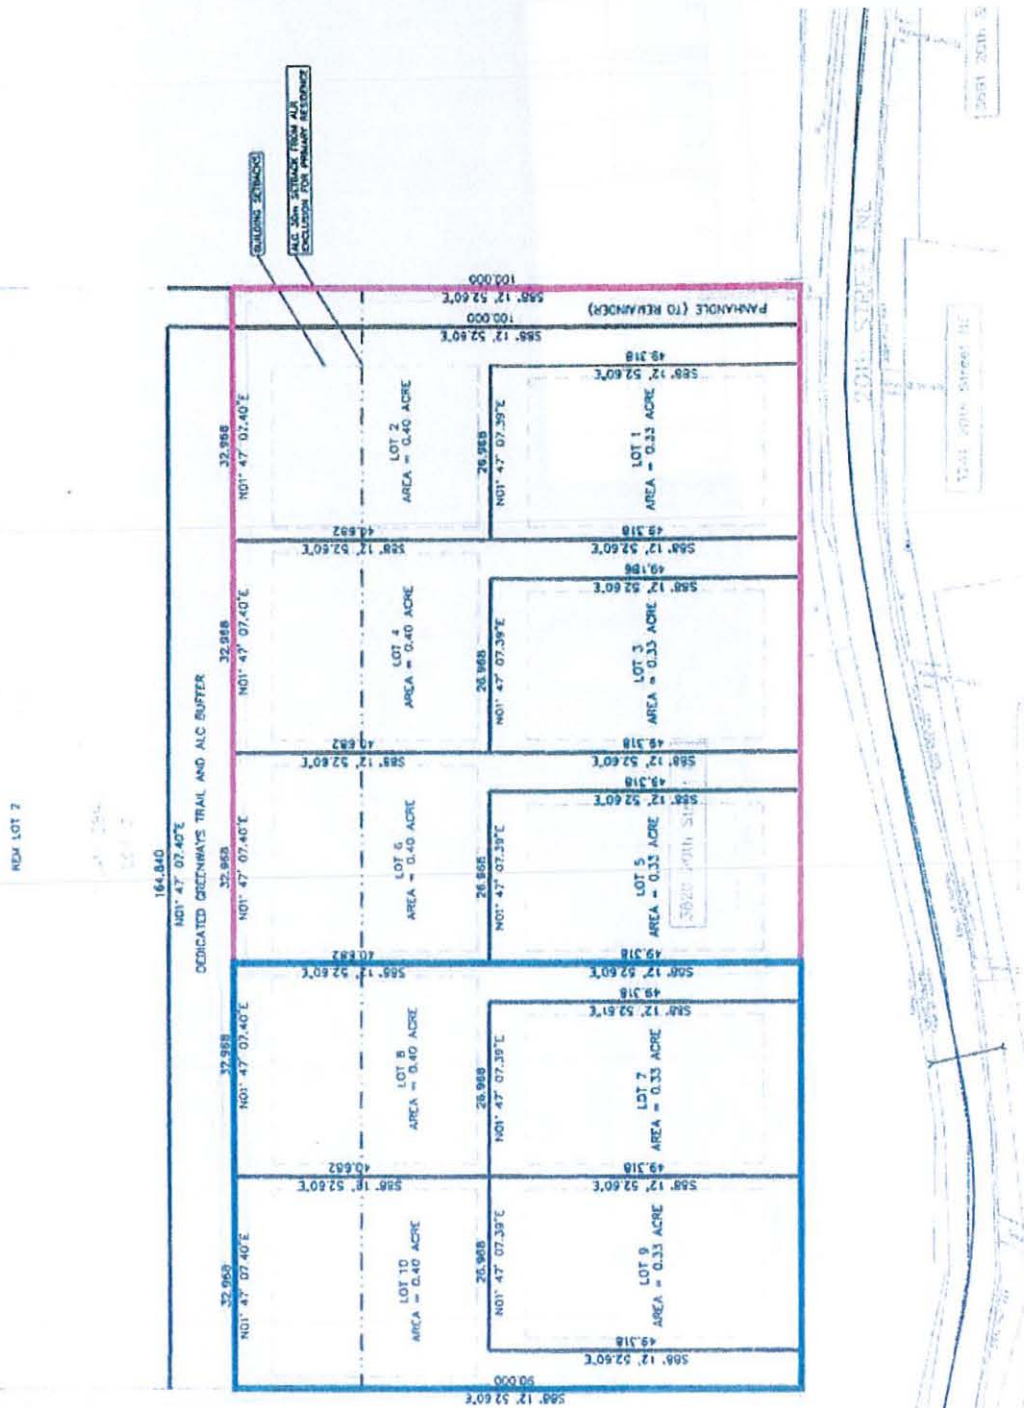 REM LOT 2
164.840
N01° 47' 07.40"E
DEDICATED GREENWAYS TRAIL AND ALC BUFFER
BUILDING SETBACKS
ALC 30m SETBACK FROM ALR
EXCLUSION FOR PRIMARY RESIDENCE
100.000
S88° 12' 52.60"E
PANHANDLE (TO REMAINDER)
100.000
S88° 12' 52.60"E
32.968
N01° 47' 07.40"E
LOT 2
AREA = 0.40 ACRE
40.682
S88° 12' 52.60"E
49.318
S88° 12' 52.60"E
26.968
N01° 47' 07.39"E
LOT 1
AREA = 0.33 ACRE
49.318
S88° 12' 52.60"E
32.968
N01° 47' 07.40"E
LOT 4
AREA = 0.40 ACRE
40.682
S88° 12' 52.60"E
49.186
S88° 12' 52.60"E
26.968
N01° 47' 07.39"E
LOT 3
AREA = 0.33 ACRE
49.318
S88° 12' 52.60"E
32.968
N01° 47' 07.40"E
LOT 6
AREA = 0.40 ACRE
40.682
S88° 12' 52.60"E
49.318
S88° 12' 52.60"E
26.968
N01° 47' 07.39"E
LOT 5
AREA = 0.33 ACRE
49.318
S88° 12' 52.60"E
32.968
N01° 47' 07.40"E
LOT 8
AREA = 0.40 ACRE
40.682
S88° 16' 52.60"E
49.318
S88° 12' 52.61"E
26.968
N01° 47' 07.39"E
LOT 7
AREA = 0.33 ACRE
49.318
S88° 12' 52.60"E
32.968
N01° 47' 07.40"E
LOT 10
AREA = 0.40 ACRE
26.968
N01° 47' 07.39"E
LOT 9
AREA = 0.33 ACRE
49.318
S88° 12' 52.60"E
90.000
S88° 12' 52.60"E
20th STREET NE
20th Street NE